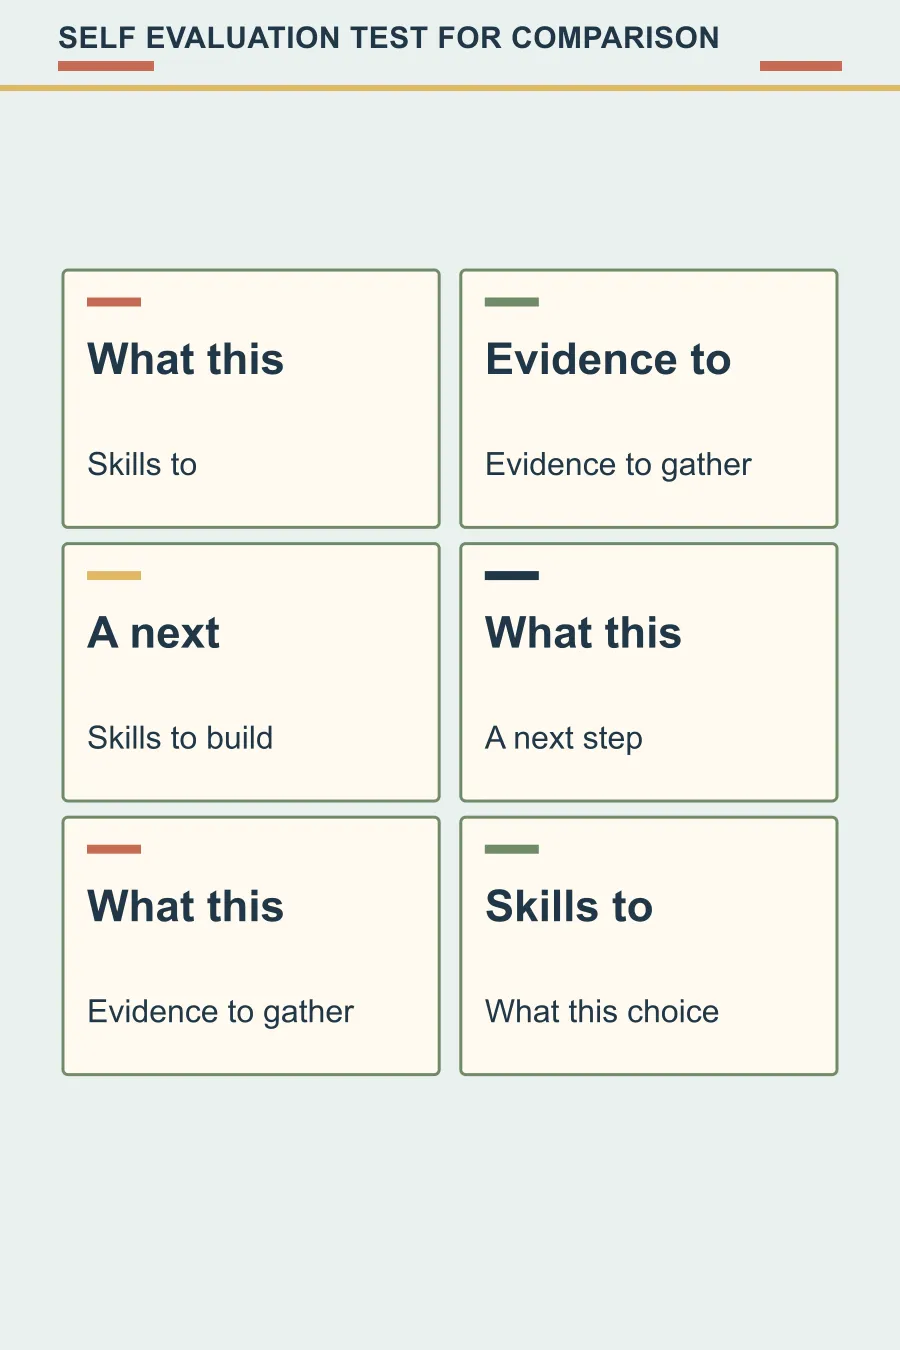 SELF EVALUATION TEST FOR COMPARISON
What this
Skills to
Evidence to
Evidence to gather
A next
Skills to build
What this
A next step
What this
Evidence to gather
Skills to
What this choice